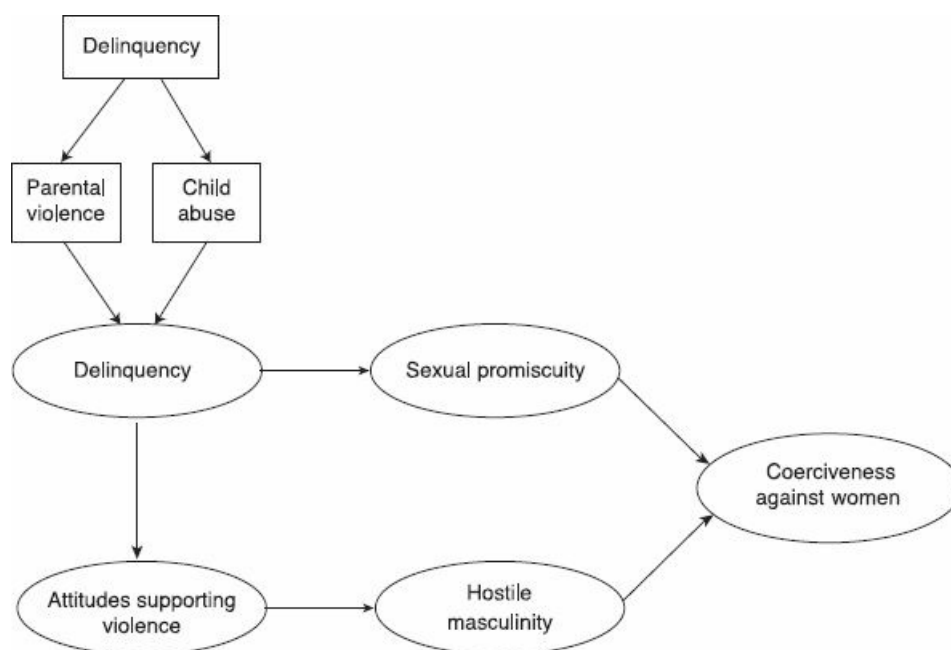 Delinquency
Parental
violence
Child
abuse
Delinquency
Sexual promiscuity
Coerciveness
against women
Attitudes supporting
violence
Hostile
masculinity